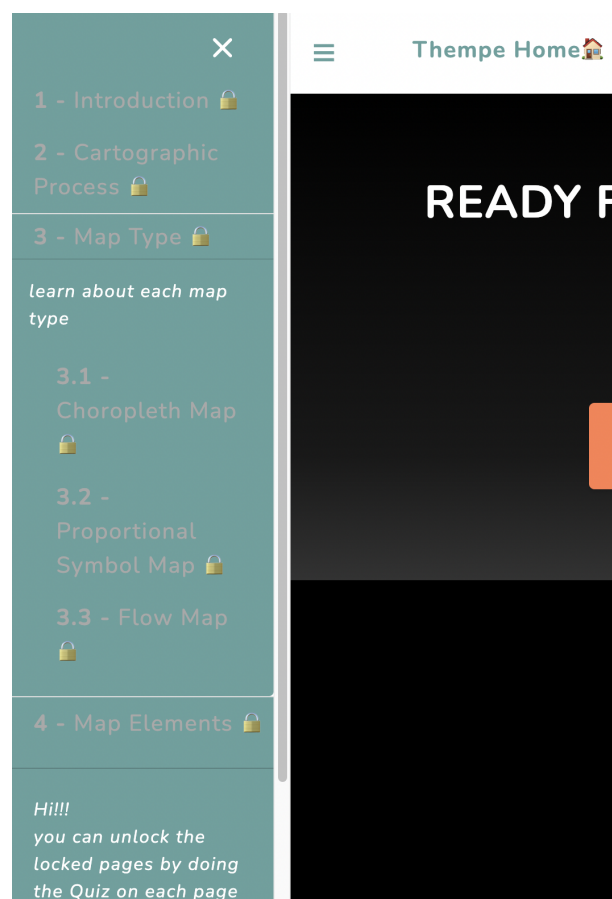 1 - Introduction 🔒
2 - Cartographic
Process 🔒
3 - Map Type 🔒
learn about each map
type
3.1 -
Choropleth Map
🔒
3.2 -
Proportional
Symbol Map 🔒
3.3 - Flow Map
🔒
4 - Map Elements 🔒
Hi!!!
you can unlock the
locked pages by doing
the Quiz on each page
Thempe Home🏠
READY F